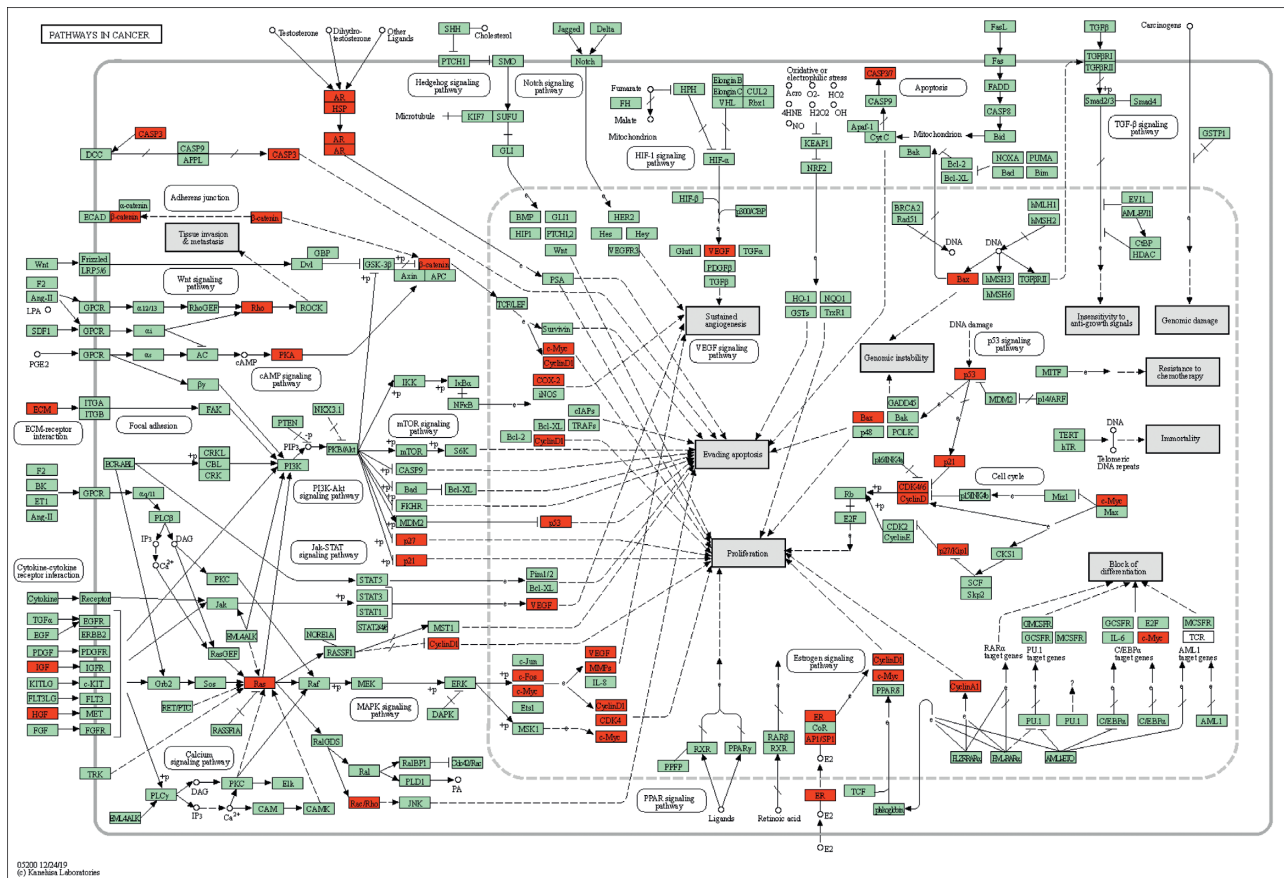 PATHWAYS IN CANCER
Testosterone
Dihydro-
testosterone
Other
Ligands
SHH
Cholesterol
PTCH1
SMO
Hedgehog signaling
pathway
Microtubule
KIF7
SUFU
GLI
Jagged
Delta
Notch
Notch signaling
pathway
Fumarate
FH
Malate
Mitochondrion
HPH
Elongin B
Elongin C
CUL2
VHL
Rbx1
HIF-1 signaling
pathway
HIF-α
Oxidative or
electrophilic stress
Acro
O2-
HO2
4HNE
H2O2
OH
NO
KEAP1
NRF2
CASP3/7
CASP9
Apaf-1
Cyt C
Apoptosis
Mitochondrion
FasL
Fas
FADD
CASP8
Bid
Bak
Bcl-2
Bcl-XL
NOXA
PUMA
Bad
Bim
TGFβ
TGFβRI
TGFβRII
Smad2/3
Smad4
TGF-β signaling
pathway
Carcinogens
GSTP1
AR
HSP
AR
AR
CASP3
DCC
CASP9
APPL
CASP3
Adherens junction
α-catenin
ECAD
β-catenin
β-catenin
Tissue invasion
& metastasis
Wnt
Frizzled
LRP5/6
Dvl
GBP
GSK-3β
+p
β-catenin
Axin
APC
Wnt signaling
pathway
F2
Ang-II
LPA
GPCR
α12/13
RhoGEF
Rho
ROCK
SDF1
GPCR
αi
PGE2
GPCR
αs
AC
cAMP
PKA
cAMP signaling
pathway
βγ
ECM
ITGA
ITGB
ECM-receptor
interaction
Focal adhesion
FAK
PTEN
NKX3.1
PIP3
-p
PKB/Akt
+p
IKK
+p
IκBα
NFκB
mTOR signaling
pathway
mTOR
S6K
CASP9
Bad
Bcl-XL
FKHR
MDM2
p53
p27
p21
+p
+p
F2
BK
ET1
Ang-II
GPCR
αq/11
BCR-ABL
CRKL
CBL
CRK
PI3K
PI3K-Akt
signaling pathway
PLCβ
IP3
DAG
Ca2+
Jak-STAT
signaling pathway
Cytokine-cytokine
receptor interaction
PKC
Cytokine
Receptor
Jak
+p
STAT5
STAT3
STAT1
Pim1/2
Bcl-XL
VEGF
TGFα
EGF
EGFR
ERBB2
PDGF
PDGFR
IGF
IGFR
KITLG
c-KIT
FLT3LG
FLT3
HGF
MET
FGF
FGFR
TRK
EML4ALK
RasGEF
Grb2
Sos
Ras
Raf
MEK
ERK
RET/PTC
RASSF1A
NORE1A
RASSF1
MST1
CyclinD1
MAPK signaling
pathway
DAPK
+p
MSK1
c-Jun
c-Fos
c-Myc
Ets1
VEGF
MMPs
IL-8
CyclinD1
CDK4
c-Myc
Calcium signaling
pathway
+p
PLCγ
DAG
IP3
Ca2+
PKC
Elk
CAM
CAMK
EML4ALK
RalGDS
Ral
RalBP1
Cdc42/Rac
PLD1
PA
Rac/Rho
JNK
BMP
GLI1
HIP1
PTCH1,2
Wnt
PSA
HER2
Hes
Hey
VEGFR3
HIF-β
p300/CBP
Glut1
VEGF
TGFα
PDGFβ
TGFβ
Sustained
angiogenesis
VEGF signaling
pathway
HO-1
NQO1
GSTs
TrxR1
TCF/LEF
Survivin
c-Myc
CyclinD1
COX-2
iNOS
cIAPs
Bcl-XL
TRAFs
Bcl-2
CyclinD1
Evading apoptosis
Proliferation
BRCA2
Rad51
DNA
DNA
hMLH1
hMSH2
Bax
hMSH3
TGFβRII
hMSH6
EVI1
AML-EVI1
CtBP
HDAC
Insensitivity to
anti-growth signals
Genomic damage
Genomic instability
DNA damage
p53 signaling
pathway
p53
MDM2
p14/ARF
MITF
Resistance to
chemotherapy
GADD45
Bax
Bak
p48
POLK
p21
TERT
hTR
DNA
Telomeric
DNA repeats
Immortality
Cell cycle
p16INK4a
CDK4/6
CyclinD
p15INK4b
Miz1
c-Myc
Max
+p
Rb
E2F
CDK2
CyclinE
p27/Kip1
CKS1
SCF
Skp2
Block of
differentiation
GCSFR
MCSFR
GCSFR
IL-6
E2F
c-Myc
MCSFR
TCR
RARα
target genes
PU.1
target genes
C/EBPα
target genes
AML1
target genes
?
PU.1
PU.1
C/EBPα
C/EBPα
AML1
PLZF-RARα
PML-RARα
AML1-ETO
CyclinA1
Estrogen signaling
pathway
CyclinD1
c-Myc
PPARδ
ER
CoR
AP1/SP1
E2
ER
E2
E2
TCF
PPFP
RXR
PPARγ
RARβ
RXR
PPAR signaling
pathway
Ligands
Retinoic acid
05200 12/24/19
(c) Kanehisa Laboratories